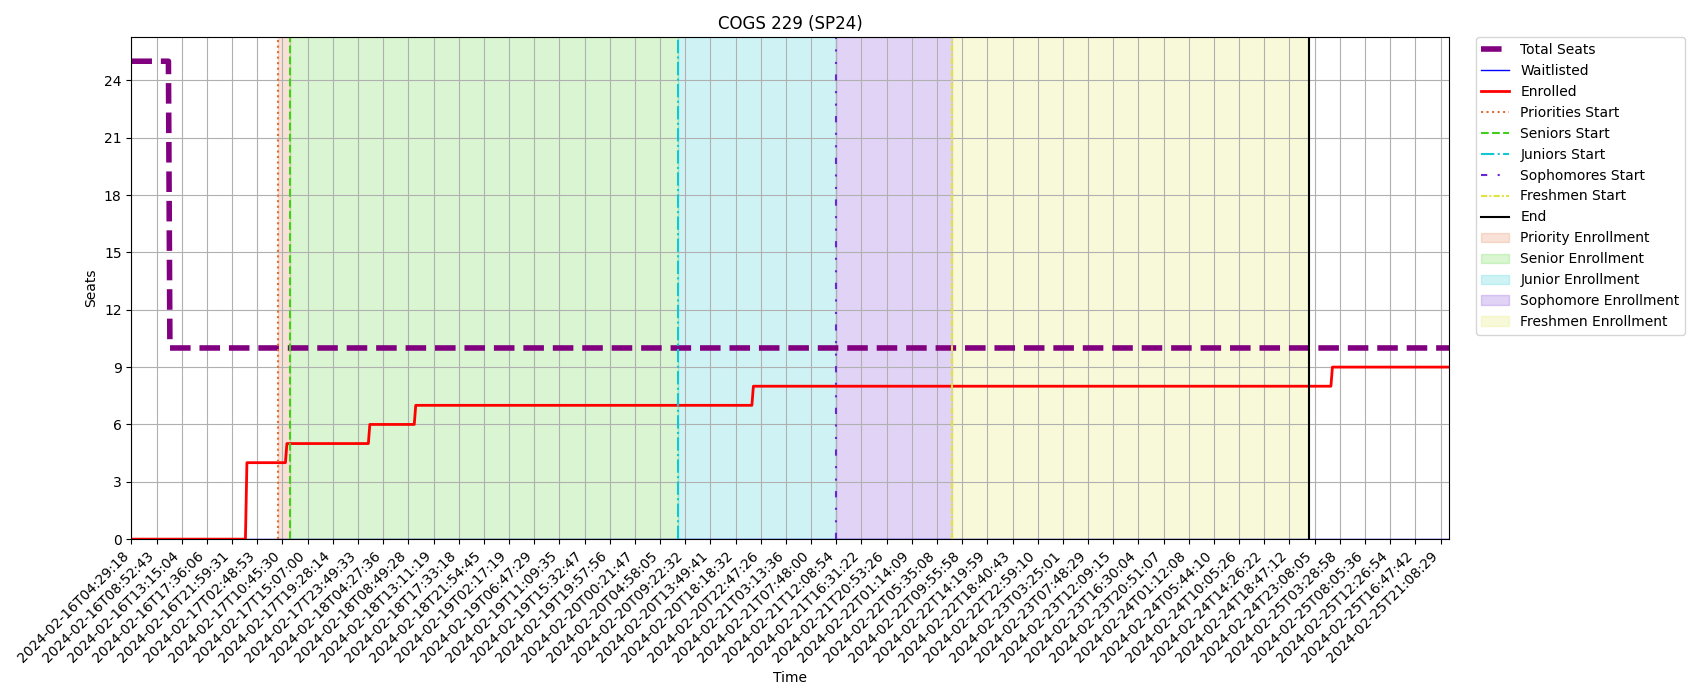 COGS 229 (SP24)
Seats
24
21
18
15
12
9
6
3
0
2024-02-16T04:29:18
2024-02-16T08:52:43
2024-02-16T13:15:04
2024-02-16T17:36:06
2024-02-16T21:59:31
2024-02-17T02:48:53
2024-02-17T10:45:30
2024-02-17T15:07:00
2024-02-17T19:28:14
2024-02-17T23:49:33
2024-02-18T04:27:36
2024-02-18T08:49:28
2024-02-18T13:11:19
2024-02-18T17:33:18
2024-02-18T21:54:45
2024-02-19T02:17:19
2024-02-19T06:47:29
2024-02-19T11:09:35
2024-02-19T15:32:47
2024-02-19T19:57:56
2024-02-20T00:21:47
2024-02-20T04:58:05
2024-02-20T09:22:32
2024-02-20T13:49:41
2024-02-20T18:18:32
2024-02-20T22:47:26
2024-02-21T03:13:36
2024-02-21T07:48:00
2024-02-21T12:08:54
2024-02-21T16:31:22
2024-02-21T20:53:26
2024-02-22T01:14:09
2024-02-22T05:35:08
2024-02-22T09:55:58
2024-02-22T14:19:59
2024-02-22T18:40:43
2024-02-22T22:59:10
2024-02-23T03:25:01
2024-02-23T07:48:29
2024-02-23T12:09:15
2024-02-23T16:30:04
2024-02-23T20:51:07
2024-02-24T01:12:08
2024-02-24T05:44:10
2024-02-24T10:05:26
2024-02-24T14:26:22
2024-02-24T18:47:12
2024-02-24T23:08:05
2024-02-25T03:28:58
2024-02-25T08:05:36
2024-02-25T12:26:54
2024-02-25T16:47:42
2024-02-25T21:08:29
Time
Total Seats
Waitlisted
Enrolled
Priorities Start
Seniors Start
Juniors Start
Sophomores Start
Freshmen Start
End
Priority Enrollment
Senior Enrollment
Junior Enrollment
Sophomore Enrollment
Freshmen Enrollment